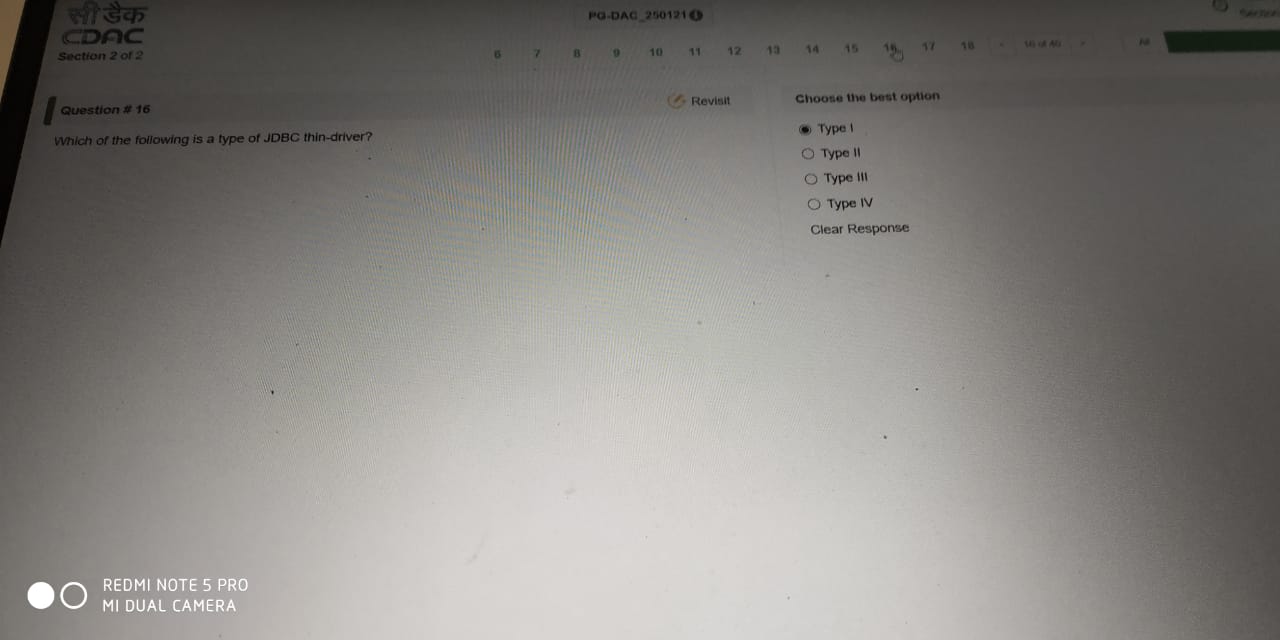 सी डैक
CDAC
Section 2 of 2
PG-DAC_250121
6 7 8 9 10 11 12 13 14 15 16 17 18 16 of 40 All
Question # 16
Revisit
Which of the following is a type of JDBC thin-driver?
Choose the best option
Type I
Type II
Type III
Type IV
Clear Response
REDMI NOTE 5 PRO
MI DUAL CAMERA